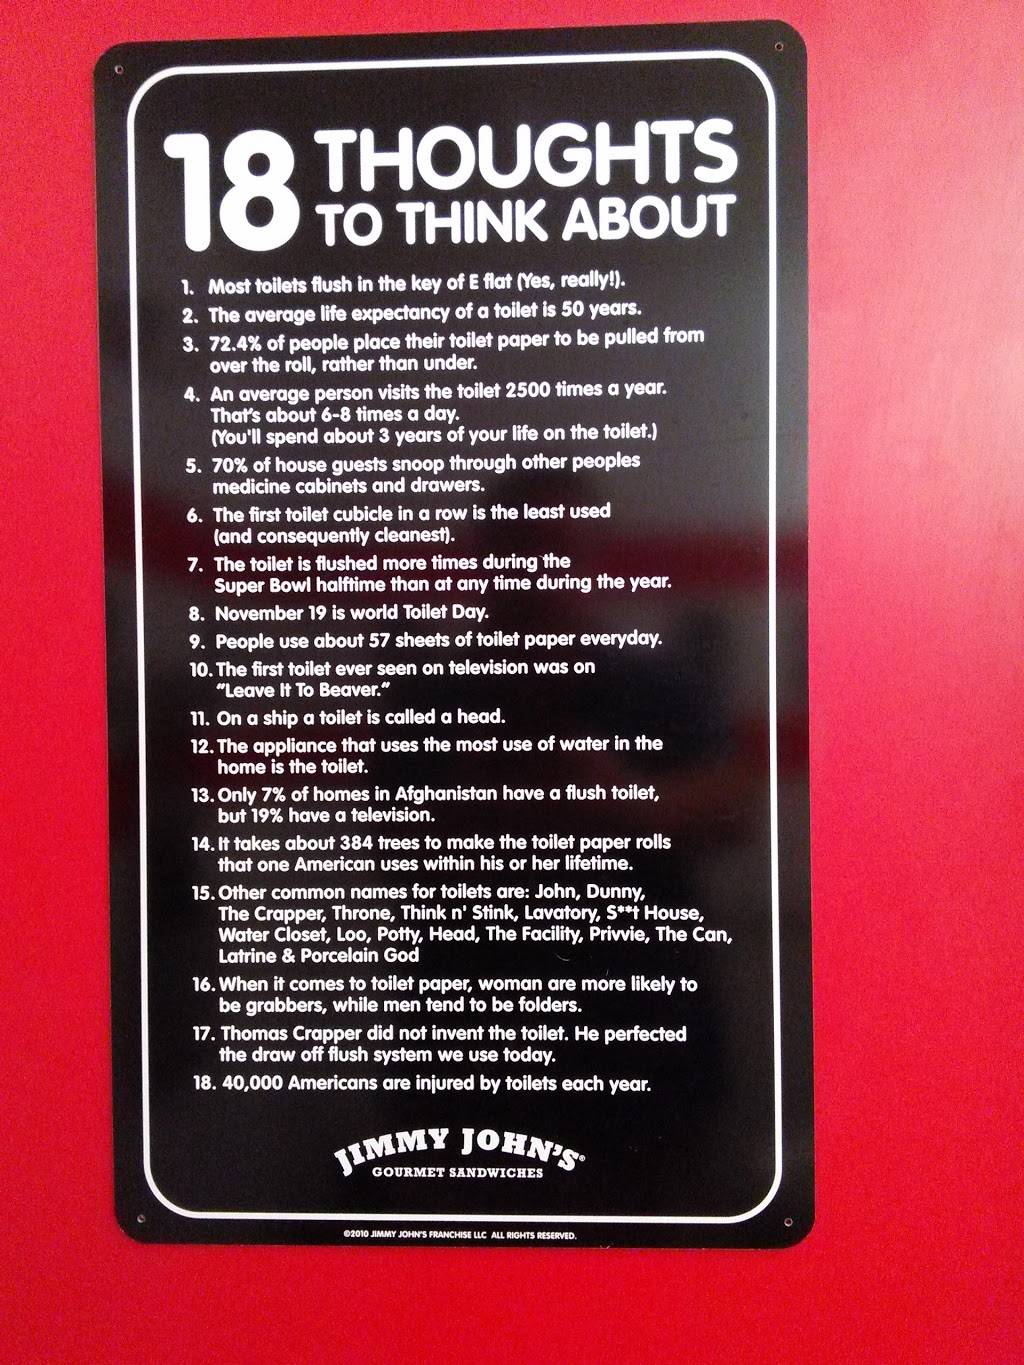 18 THOUGHTS
TO THINK ABOUT
1. Most toilets flush in the key of E flat (Yes, really!).
2. The average life expectancy of a toilet is 50 years.
3. 72.4% of people place their toilet paper to be pulled from
over the roll, rather than under.
4. An average person visits the toilet 2500 times a year.
That's about 6-8 times a day.
(You'll spend about 3 years of your life on the toilet.)
5. 70% of house guests snoop through other peoples
medicine cabinets and drawers.
6. The first toilet cubicle in a row is the least used
(and consequently cleanest).
7. The toilet is flushed more times during the
Super Bowl halftime than at any time during the year.
8. November 19 is world Toilet Day.
9. People use about 57 sheets of toilet paper everyday.
10. The first toilet ever seen on television was on
"Leave It To Beaver."
11. On a ship a toilet is called a head.
12. The appliance that uses the most use of water in the
home is the toilet.
13. Only 7% of homes in Afghanistan have a flush toilet,
but 19% have a television.
14. It takes about 384 trees to make the toilet paper rolls
that one American uses within his or her lifetime.
15. Other common names for toilets are: John, Dunny,
The Crapper, Throne, Think n' Stink, Lavatory, S**t House,
Water Closet, Loo, Potty, Head, The Facility, Privvie, The Can,
Latrine & Porcelain God
16. When it comes to toilet paper, woman are more likely to
be grabbers, while men tend to be folders.
17. Thomas Crapper did not invent the toilet. He perfected
the draw off flush system we use today.
18. 40,000 Americans are injured by toilets each year.
JIMMY JOHN'S®
GOURMET SANDWICHES
©2010 JIMMY JOHN'S FRANCHISE LLC ALL RIGHTS RESERVED.